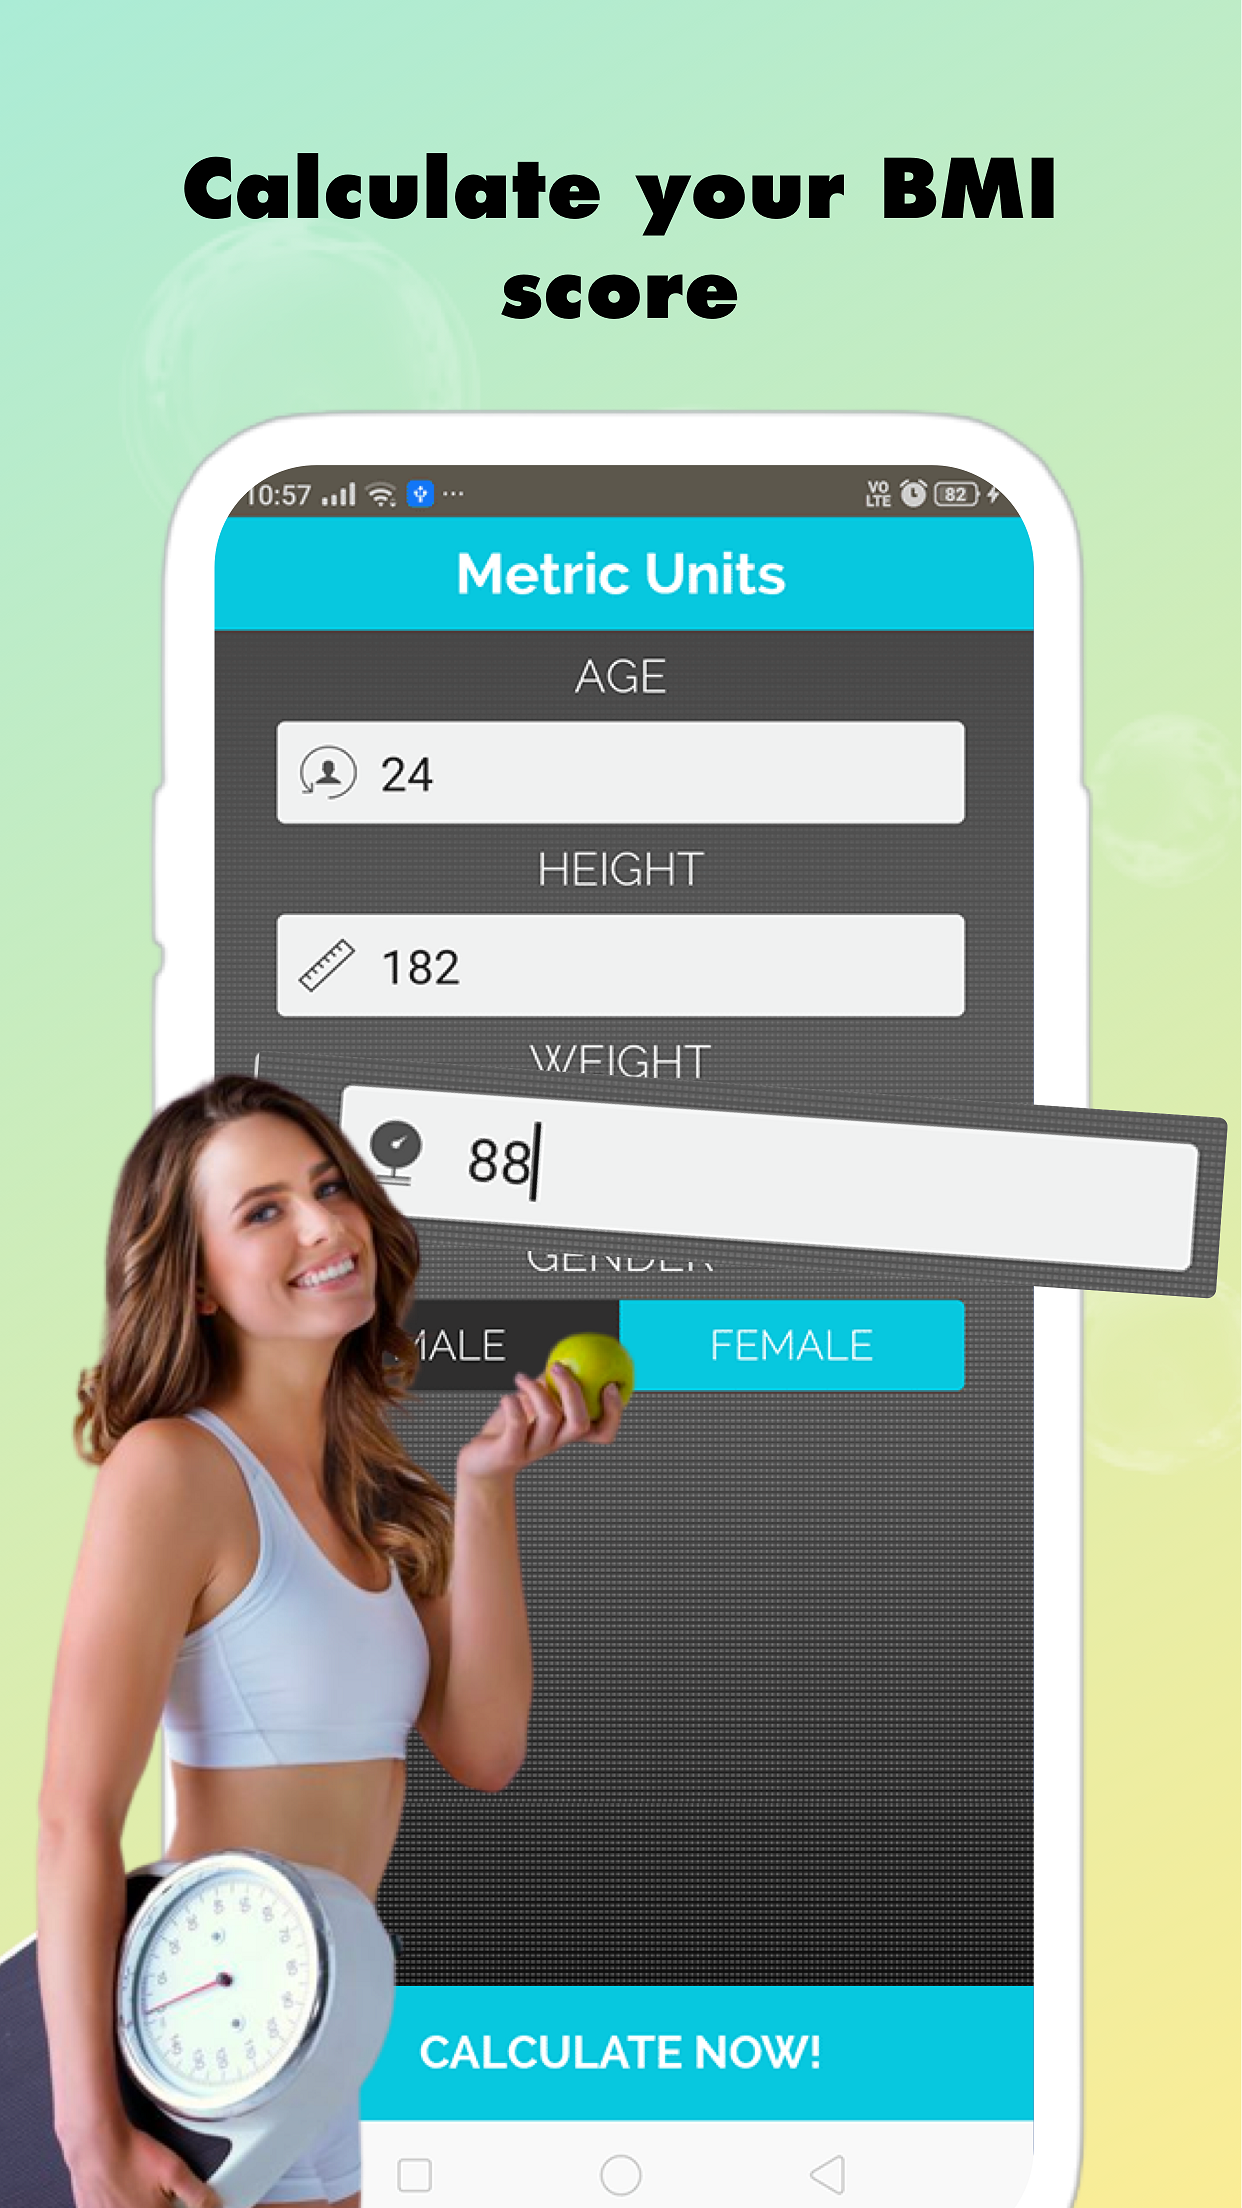 Calculate your BMI
score
10:57
VO
LTE
82
Metric Units
AGE
24
HEIGHT
182
WEIGHT
88
GENDER
MALE
FEMALE
CALCULATE NOW!